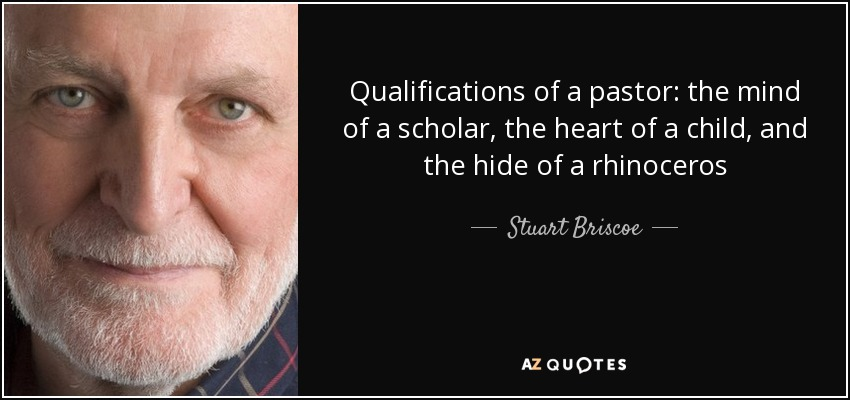 Qualifications of a pastor: the mind
of a scholar, the heart of a child, and
the hide of a rhinoceros
Stuart Briscoe
AZ QUOTES